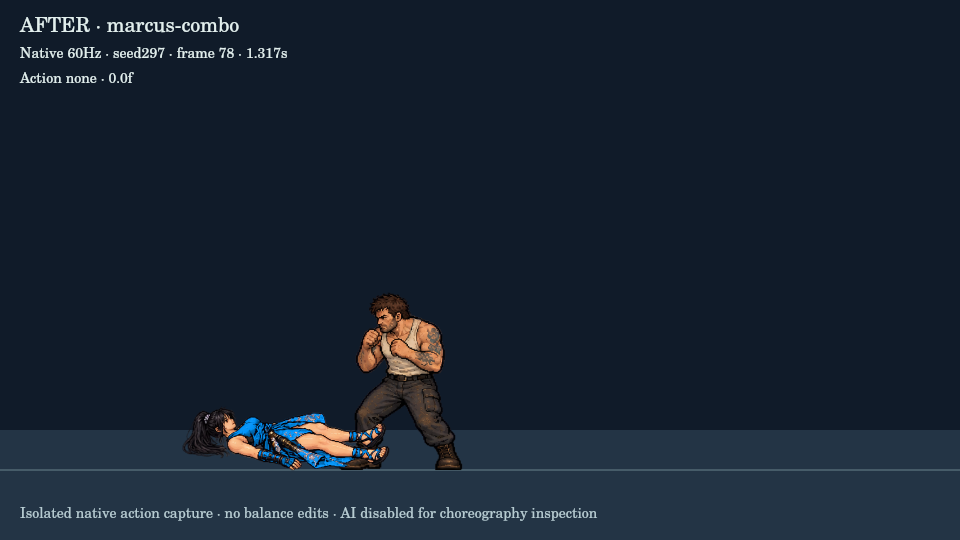 AFTER · marcus-combo
Native 60Hz · seed297 · frame 78 · 1.317s
Action none · 0.0f
Isolated native action capture · no balance edits · AI disabled for choreography inspection